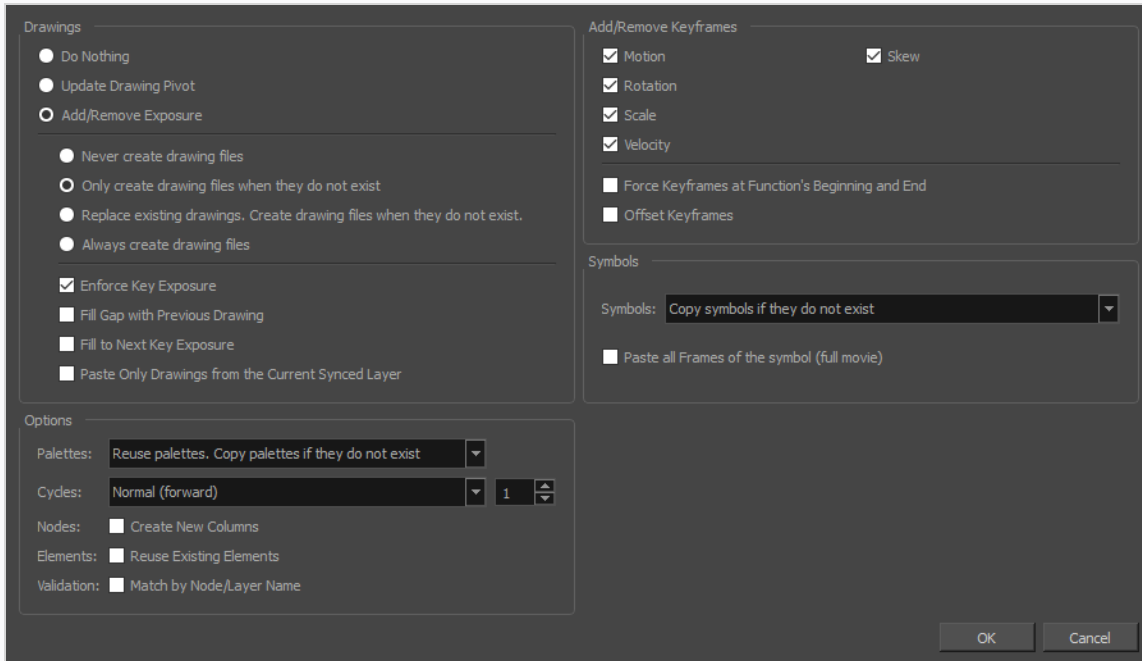 Drawings
Do Nothing
Update Drawing Pivot
Add/Remove Exposure
Never create drawing files
Only create drawing files when they do not exist
Replace existing drawings. Create drawing files when they do not exist.
Always create drawing files
Enforce Key Exposure
Fill Gap with Previous Drawing
Fill to Next Key Exposure
Paste Only Drawings from the Current Synced Layer
Options
Palettes: Reuse palettes. Copy palettes if they do not exist
Cycles: Normal (forward) 1
Nodes: Create New Columns
Elements: Reuse Existing Elements
Validation: Match by Node/Layer Name
Add/Remove Keyframes
Motion Skew
Rotation
Scale
Velocity
Force Keyframes at Function's Beginning and End
Offset Keyframes
Symbols
Symbols: Copy symbols if they do not exist
Paste all Frames of the symbol (full movie)
OK Cancel